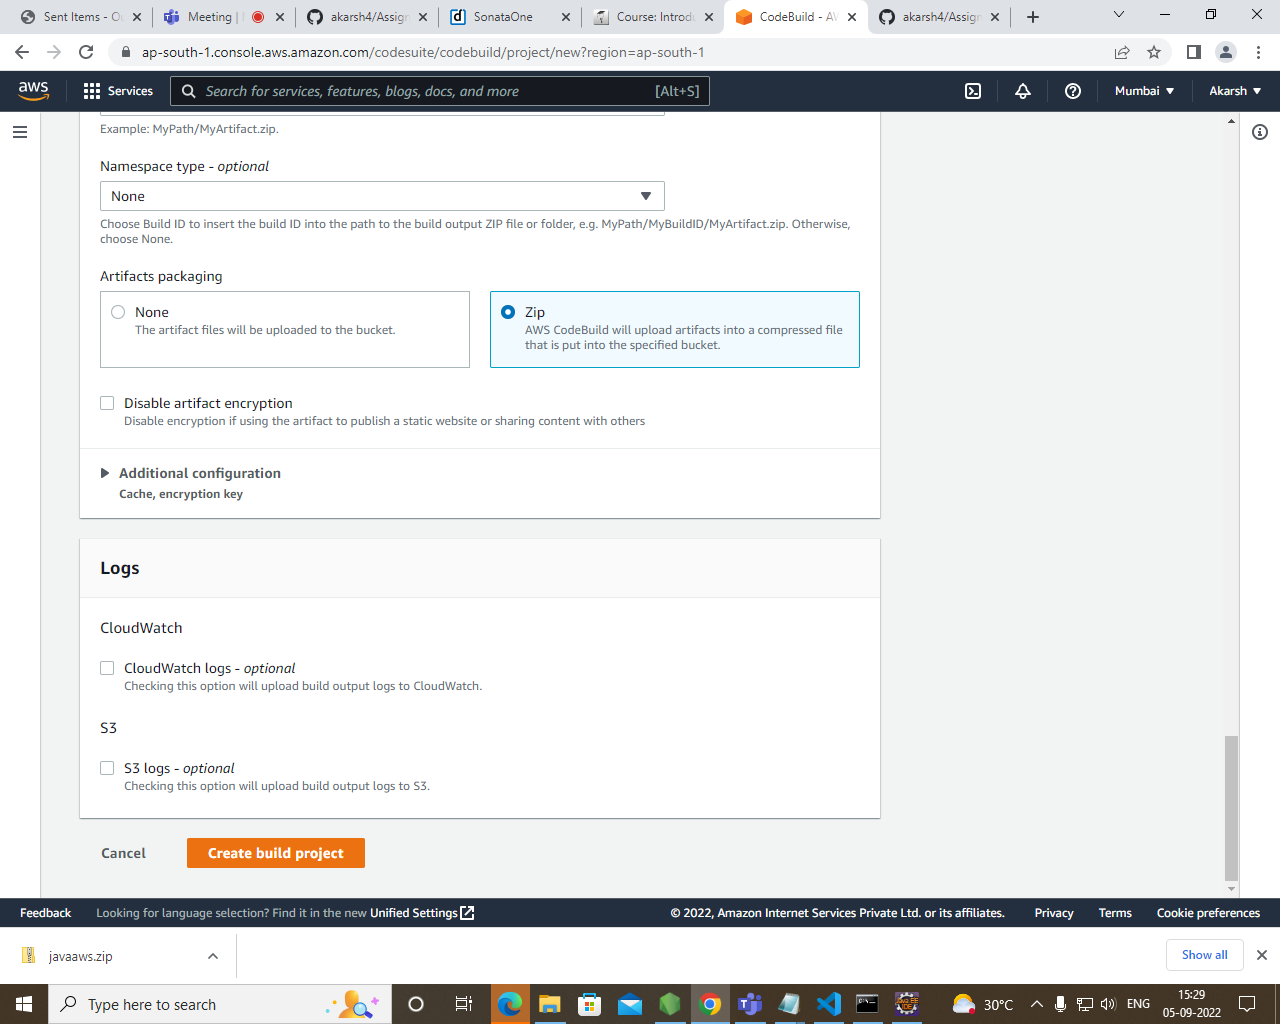 Sent Items - Ou
Meeting |
akarsh4/Assign
SonataOne
Course: Introdu
CodeBuild - AW
akarsh4/Assign
ap-south-1.console.aws.amazon.com/codesuite/codebuild/project/new?region=ap-south-1
aws
Services
Search for services, features, blogs, docs, and more
[Alt+S]
Mumbai
Akarsh
Example: MyPath/MyArtifact.zip.
Namespace type - optional
None
Choose Build ID to insert the build ID into the path to the build output ZIP file or folder, e.g. MyPath/MyBuildID/MyArtifact.zip. Otherwise,
choose None.
Artifacts packaging
None
The artifact files will be uploaded to the bucket.
Zip
AWS CodeBuild will upload artifacts into a compressed file
that is put into the specified bucket.
Disable artifact encryption
Disable encryption if using the artifact to publish a static website or sharing content with others
Additional configuration
Cache, encryption key
Logs
CloudWatch
CloudWatch logs - optional
Checking this option will upload build output logs to CloudWatch.
S3
S3 logs - optional
Checking this option will upload build output logs to S3.
Cancel
Create build project
Feedback
Looking for language selection? Find it in the new Unified Settings
© 2022, Amazon Internet Services Private Ltd. or its affiliates.
Privacy
Terms
Cookie preferences
javaaws.zip
Show all
Type here to search
30°C
ENG
15:29
05-09-2022